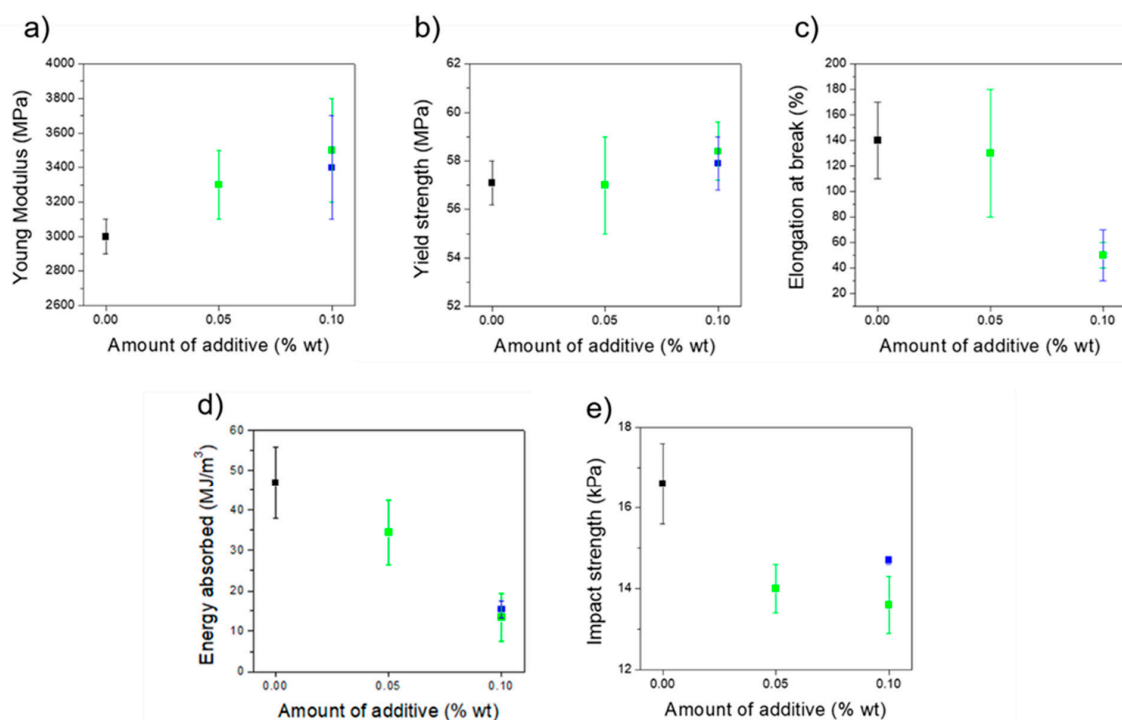 a)
4000
3800
3600
3400
3200
3000
2800
2600
Young Modulus (MPa)
0.00 0.05 0.10
Amount of additive (% wt)
b)
62
60
58
56
54
52
Yield strength (MPa)
0.00 0.05 0.10
Amount of additive (% wt)
c)
200
180
160
140
120
100
80
60
40
20
Elongation at break (%)
0.00 0.05 0.10
Amount of additive (% wt)
d)
60
50
40
30
20
10
0
Energy absorbed (MJ/m³)
0.00 0.05 0.10
Amount of additive (% wt)
e)
18
16
14
12
Impact strength (kPa)
0.00 0.05 0.10
Amount of additive (% wt)